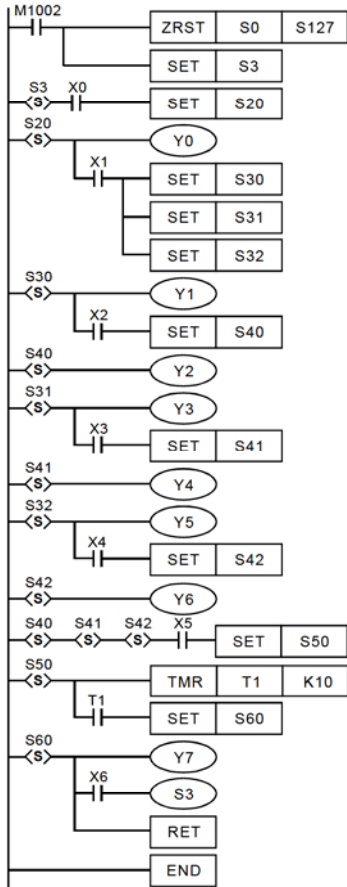 M1002
ZRST S0 S127
SET S3
S3 X0
S SET S20
S20
S Y0
X1
SET S30
SET S31
SET S32
S30
S Y1
X2
SET S40
S40
S Y2
S31
S Y3
X3
SET S41
S41
S Y4
S32
S Y5
X4
SET S42
S42
S Y6
S40 S41 S42 X5
S S S SET S50
S50
S TMR T1 K10
T1
SET S60
S60
S Y7
X6
S3
RET
END